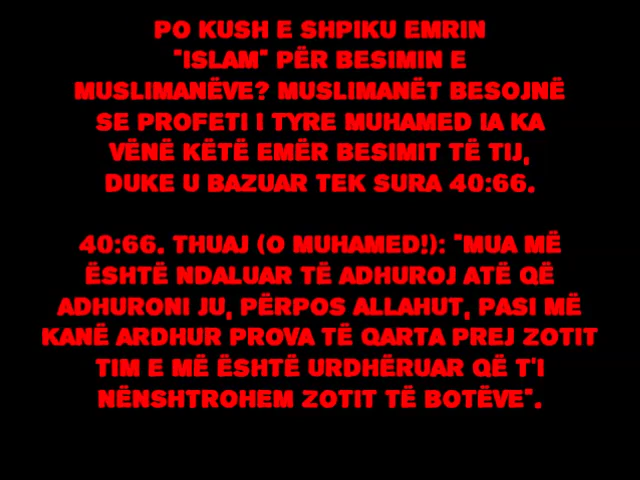 PO KUSH E SHPIKU EMRIN
"ISLAM" PËR BESIMIN E
MUSLIMANËVE? MUSLIMANËT BESOJNË
SE PROFETI I TYRE MUHAMED IA KA
VËNË KËTË EMËR BESIMIT TË TIJ,
DUKE U BAZUAR TEK SURA 40:66.
40:66. THUAJ (O MUHAMED!): "MUA MË
ËSHTË NDALUAR TË ADHUROJ ATË QË
ADHURONI JU, PËRPOS ALLAHUT, PASI MË
KANË ARDHUR PROVA TË QARTA PREJ ZOTIT
TIM E MË ËSHTË URDHËRUAR QË T'I
NËNSHTROHEM ZOTIT TË BOTËVE".